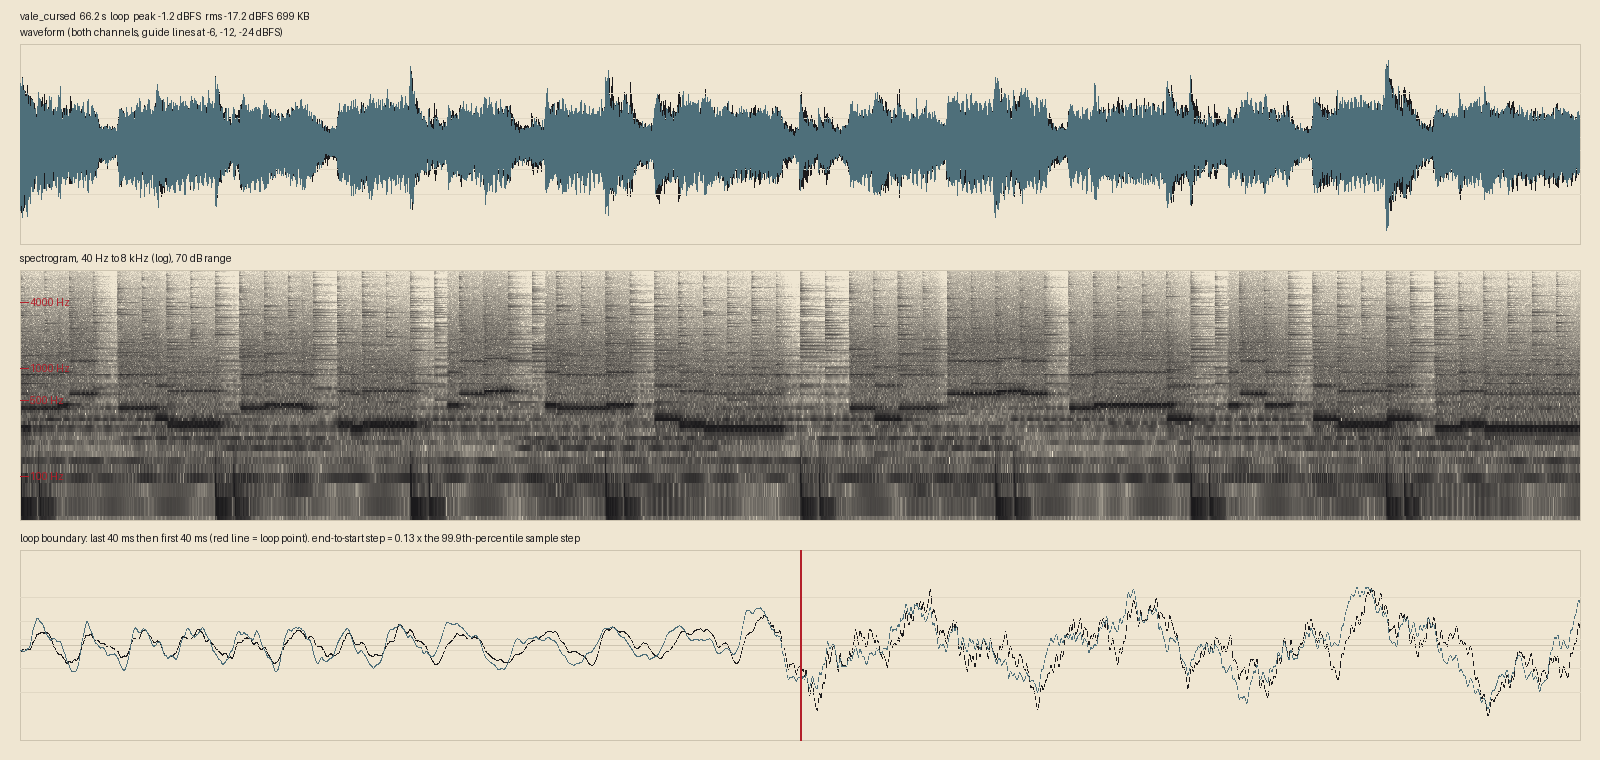 vale_cursed 66.2 s loop peak -1.2 dBFS rms -17.2 dBFS 699 KB
waveform (both channels, guide lines at -6, -12, -24 dBFS)
spectrogram, 40 Hz to 8 kHz (log), 70 dB range
4000 Hz
Hz
Hz
Hz
loop boundary: last 40 ms then first 40 ms (red line = loop point). end-to-start step = 0.13 x the 99.9th-percentile sample step